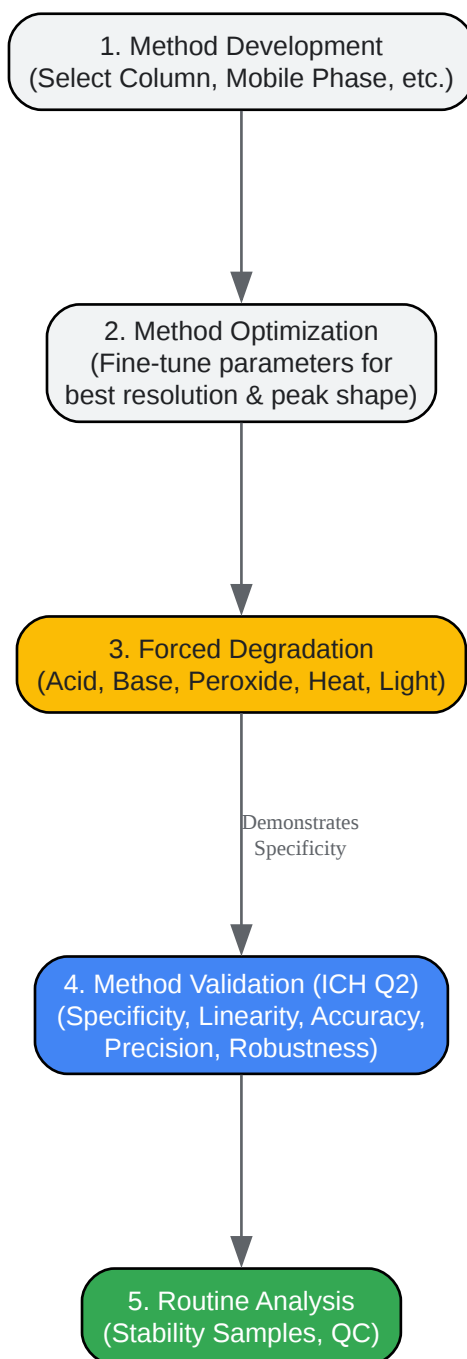 1. Method Development
(Select Column, Mobile Phase, etc.)
2. Method Optimization
(Fine-tune parameters for
best resolution & peak shape)
3. Forced Degradation
(Acid, Base, Peroxide, Heat, Light)
Demonstrates
Specificity
4. Method Validation (ICH Q2)
(Specificity, Linearity, Accuracy,
Precision, Robustness)
5. Routine Analysis
(Stability Samples, QC)